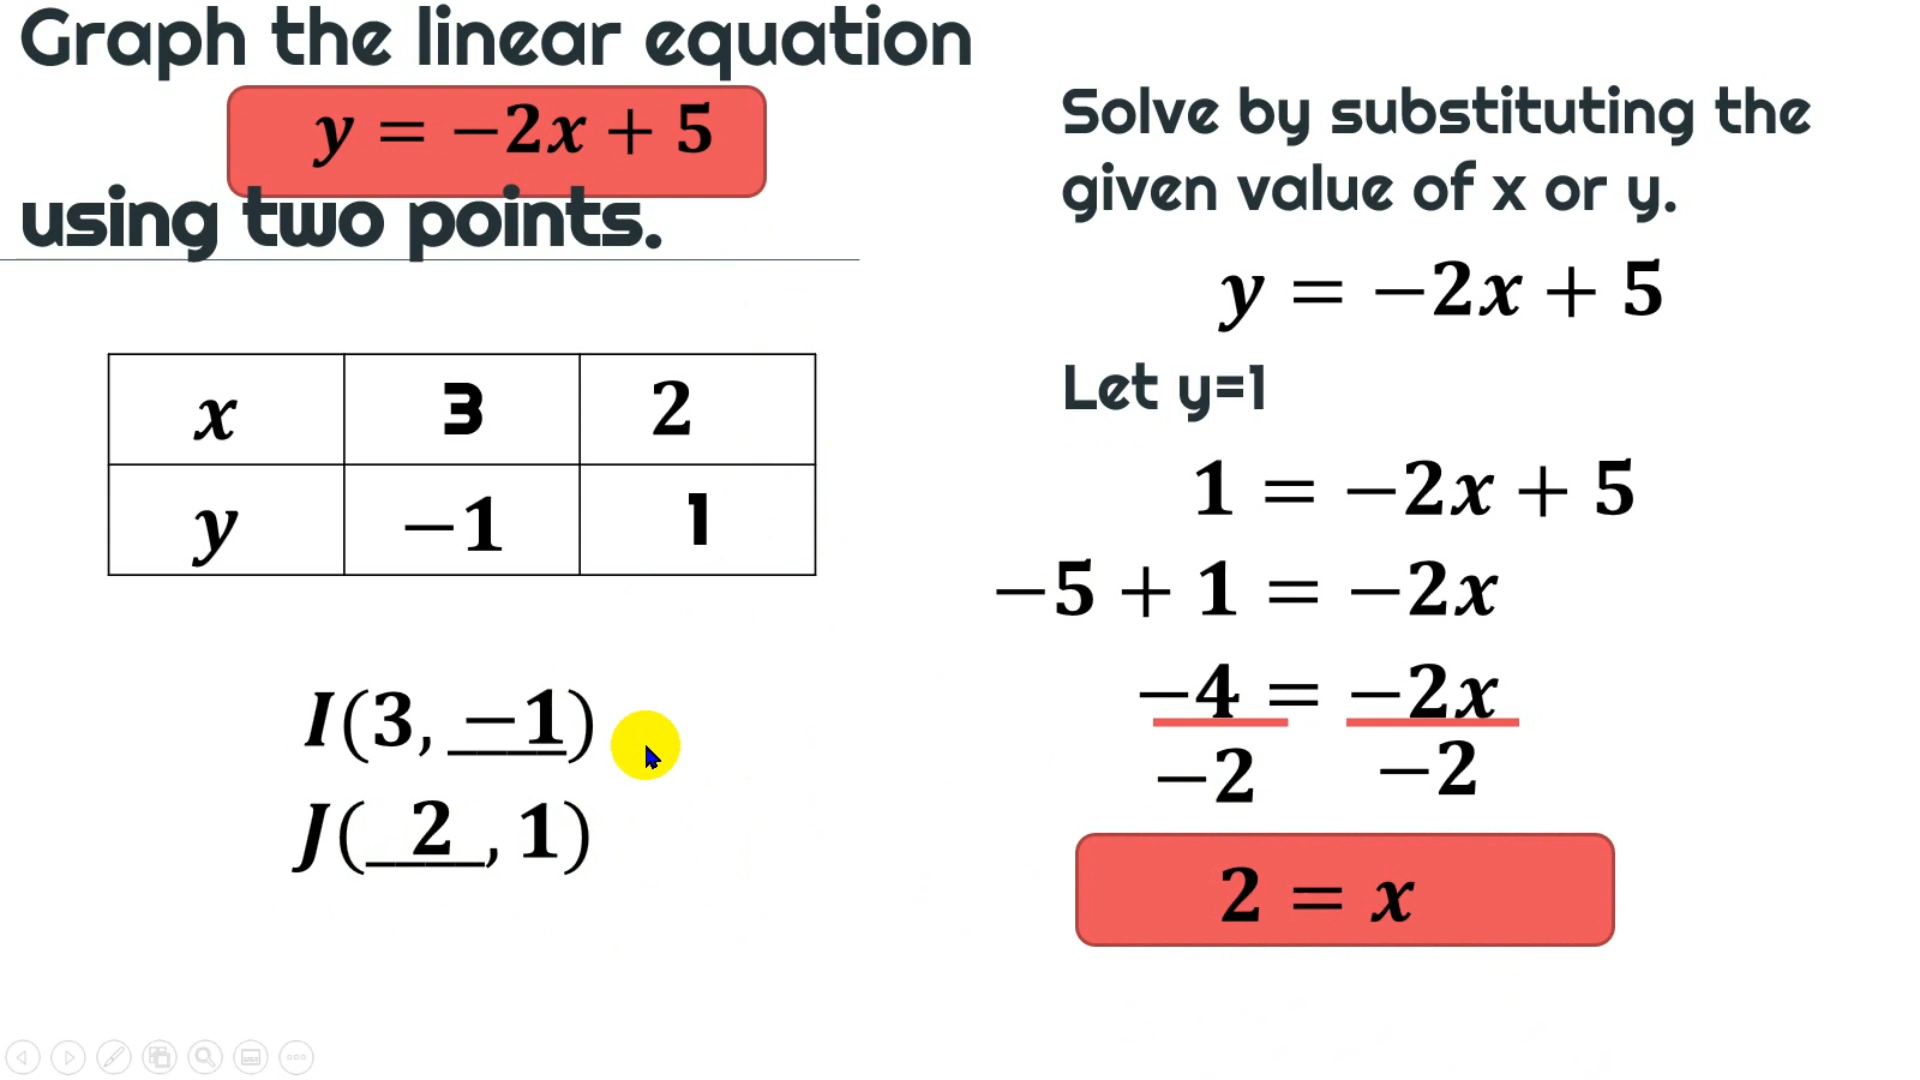 Graph the linear equation
y = −2x + 5
using two points.
x 3 2
y −1 1
I(3, −1)
J( 2 , 1)
Solve by substituting the
given value of x or y.
y = −2x + 5
Let y=1
1 = −2x + 5
−5 + 1 = −2x
−4 = −2x
−2 −2
2 = x